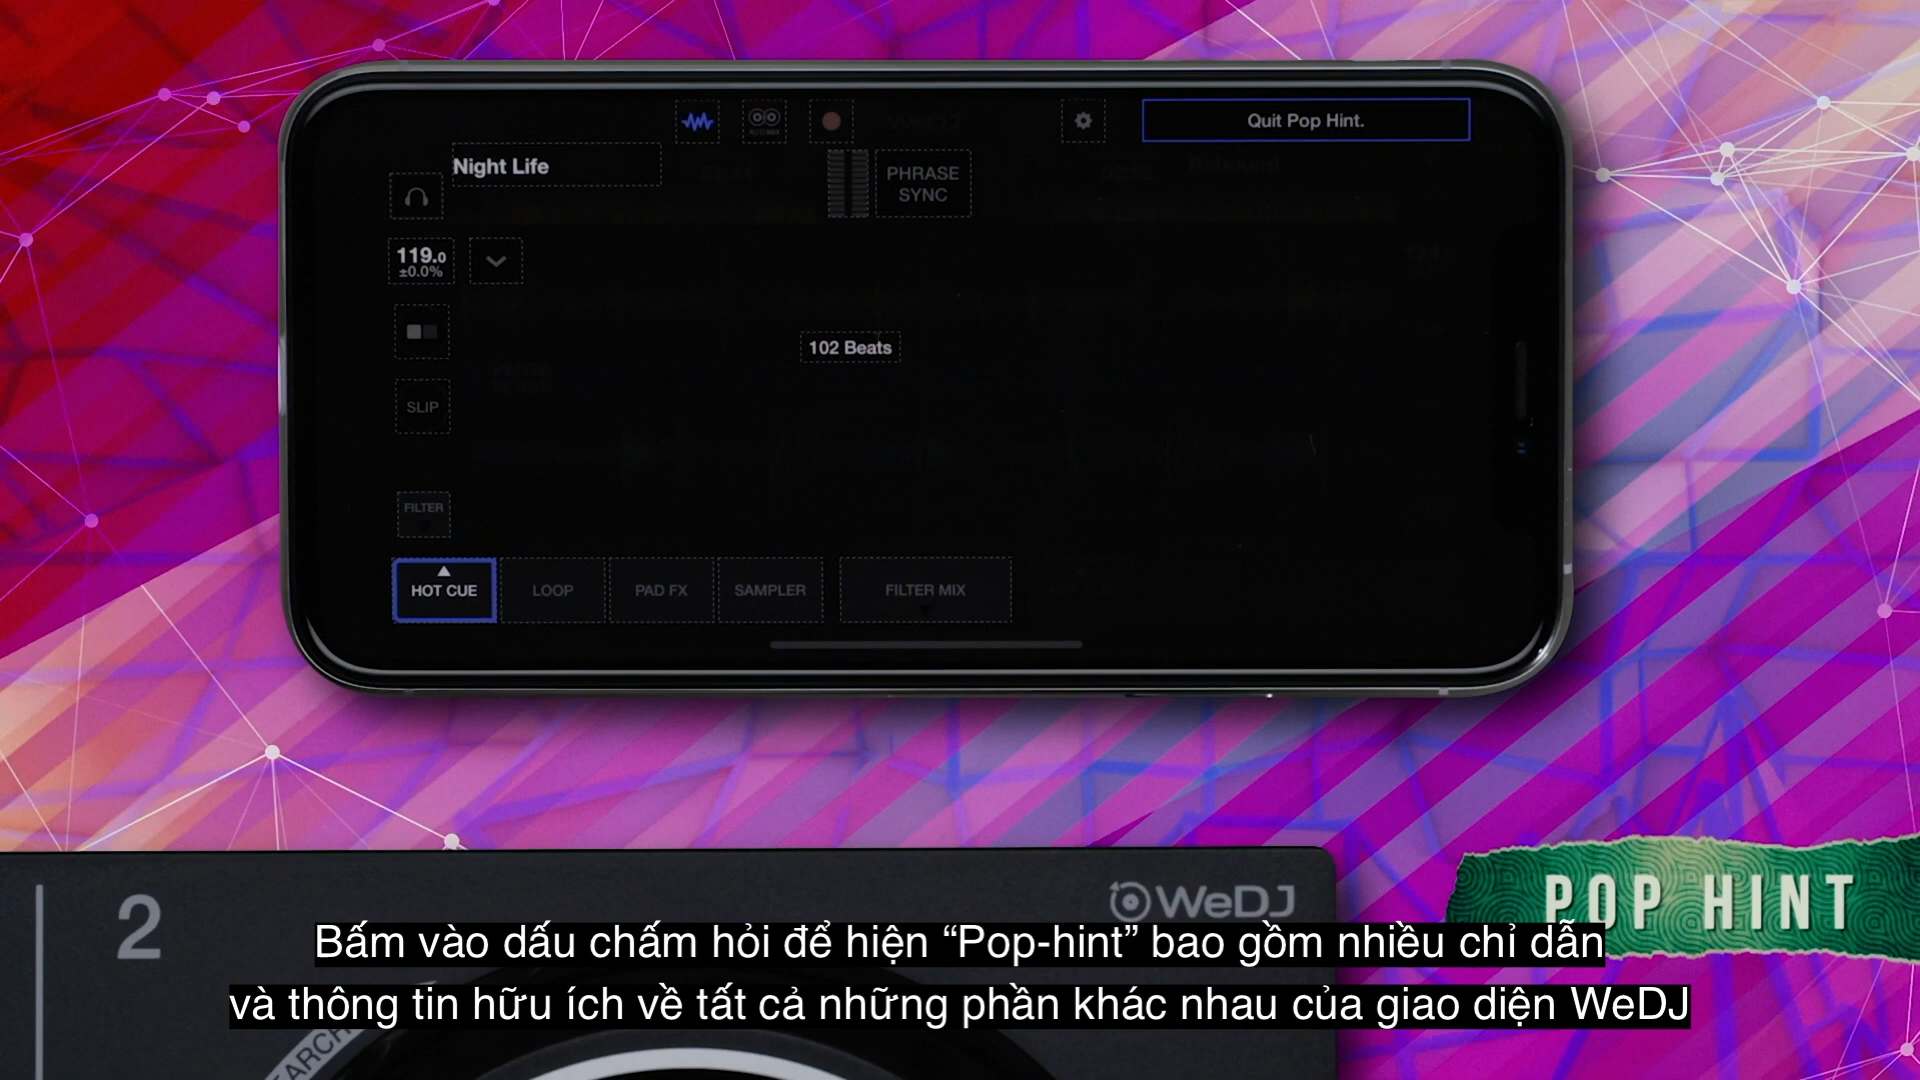 Quit Pop Hint.
Night Life
PHRASE
SYNC
119.0
±0.0%
102 Beats
SLIP
FILTER
HOT CUE
LOOP
PAD FX
SAMPLER
FILTER MIX
2
WeDJ
POP HINT
Bấm vào dấu chấm hỏi để hiện “Pop-hint” bao gồm nhiều chỉ dẫn
và thông tin hữu ích về tất cả những phần khác nhau của giao diện WeDJ